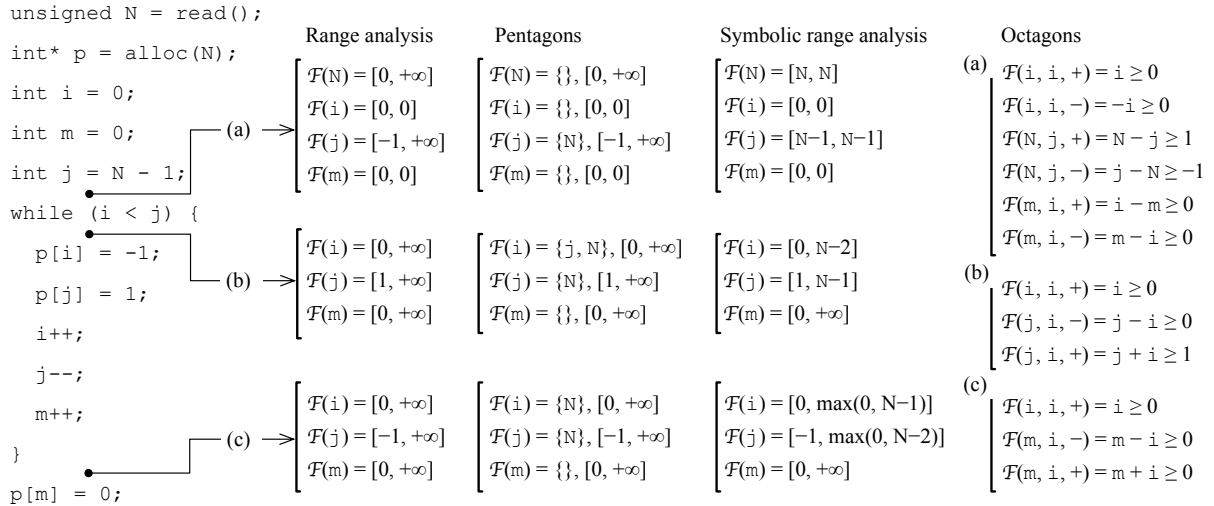 unsigned N = read();
int* p = alloc(N);
int i = 0;
int m = 0;
int j = N - 1;
while (i < j) {
p[i] = -1;
p[j] = 1;
i++;
j--;
m++;
}
p[m] = 0;
(a)
(b)
(c)
Range analysis
ℱ(N) = [0, +∞]
ℱ(i) = [0, 0]
ℱ(j) = [−1, +∞]
ℱ(m) = [0, 0]
ℱ(i) = [0, +∞]
ℱ(j) = [1, +∞]
ℱ(m) = [0, +∞]
ℱ(i) = [0, +∞]
ℱ(j) = [−1, +∞]
ℱ(m) = [0, +∞]
Pentagons
ℱ(N) = {}, [0, +∞]
ℱ(i) = {}, [0, 0]
ℱ(j) = {N}, [−1, +∞]
ℱ(m) = {}, [0, 0]
ℱ(i) = {j, N}, [0, +∞]
ℱ(j) = {N}, [1, +∞]
ℱ(m) = {}, [0, +∞]
ℱ(i) = {N}, [0, +∞]
ℱ(j) = {N}, [−1, +∞]
ℱ(m) = {}, [0, +∞]
Symbolic range analysis
ℱ(N) = [N, N]
ℱ(i) = [0, 0]
ℱ(j) = [N−1, N−1]
ℱ(m) = [0, 0]
ℱ(i) = [0, N−2]
ℱ(j) = [1, N−1]
ℱ(m) = [0, +∞]
ℱ(i) = [0, max(0, N−1)]
ℱ(j) = [−1, max(0, N−2)]
ℱ(m) = [0, +∞]
Octagons
(a)
ℱ(i, i, +) = i ≥ 0
ℱ(i, i, −) = −i ≥ 0
ℱ(N, j, +) = N − j ≥ 1
ℱ(N, j, −) = j − N ≥ −1
ℱ(m, i, +) = i − m ≥ 0
ℱ(m, i, −) = m − i ≥ 0
(b)
ℱ(i, i, +) = i ≥ 0
ℱ(j, i, −) = j − i ≥ 0
ℱ(j, i, +) = j + i ≥ 1
(c)
ℱ(i, i, +) = i ≥ 0
ℱ(m, i, −) = m − i ≥ 0
ℱ(m, i, +) = m + i ≥ 0